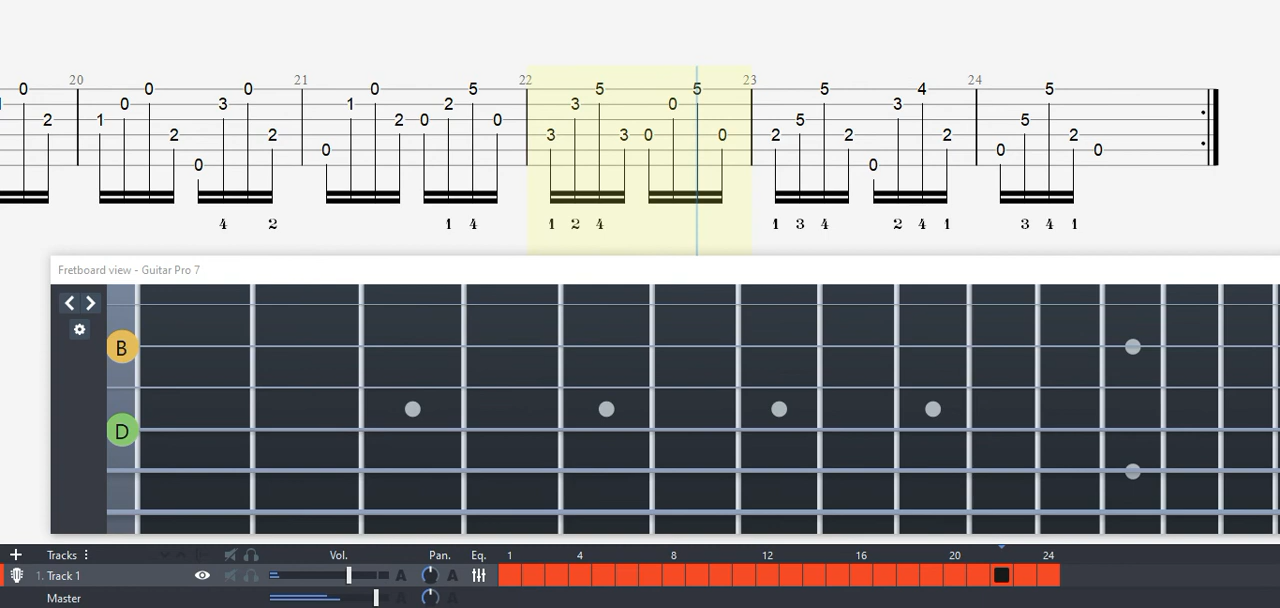 20 21 22 23 24
0 0 0 0 5 5 5 5 4 5
0 3 1 2 3 0 3
2 1 2 0 0 5 5
2 2 3 3 0 0 2 2 2 2
0 0 0
0 0
4 2 1 4 1 2 4 1 3 4 2 4 1 3 4 1
Fretboard view - Guitar Pro 7
B
D
Tracks Vol. Pan. Eq. 1 4 8 12 16 20 24
1. Track 1 A A
Master A